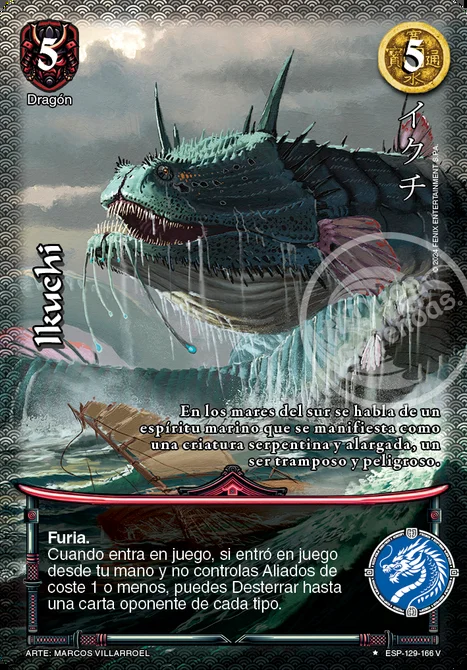 5
Dragón
5
イクチ
© 2024 FENIX ENTERTAINMENT S.P.A.
Ikuchi
En los mares del sur se habla de un
espíritu marino que se manifiesta como
una criatura serpentina y alargada, un
ser tramposo y peligroso.
Furia.
Cuando entra en juego, si entró en juego
desde tu mano y no controlas Aliados de
coste 1 o menos, puedes Desterrar hasta
una carta oponente de cada tipo.
ARTE: MARCOS VILLARROEL
ESP-129-166 V